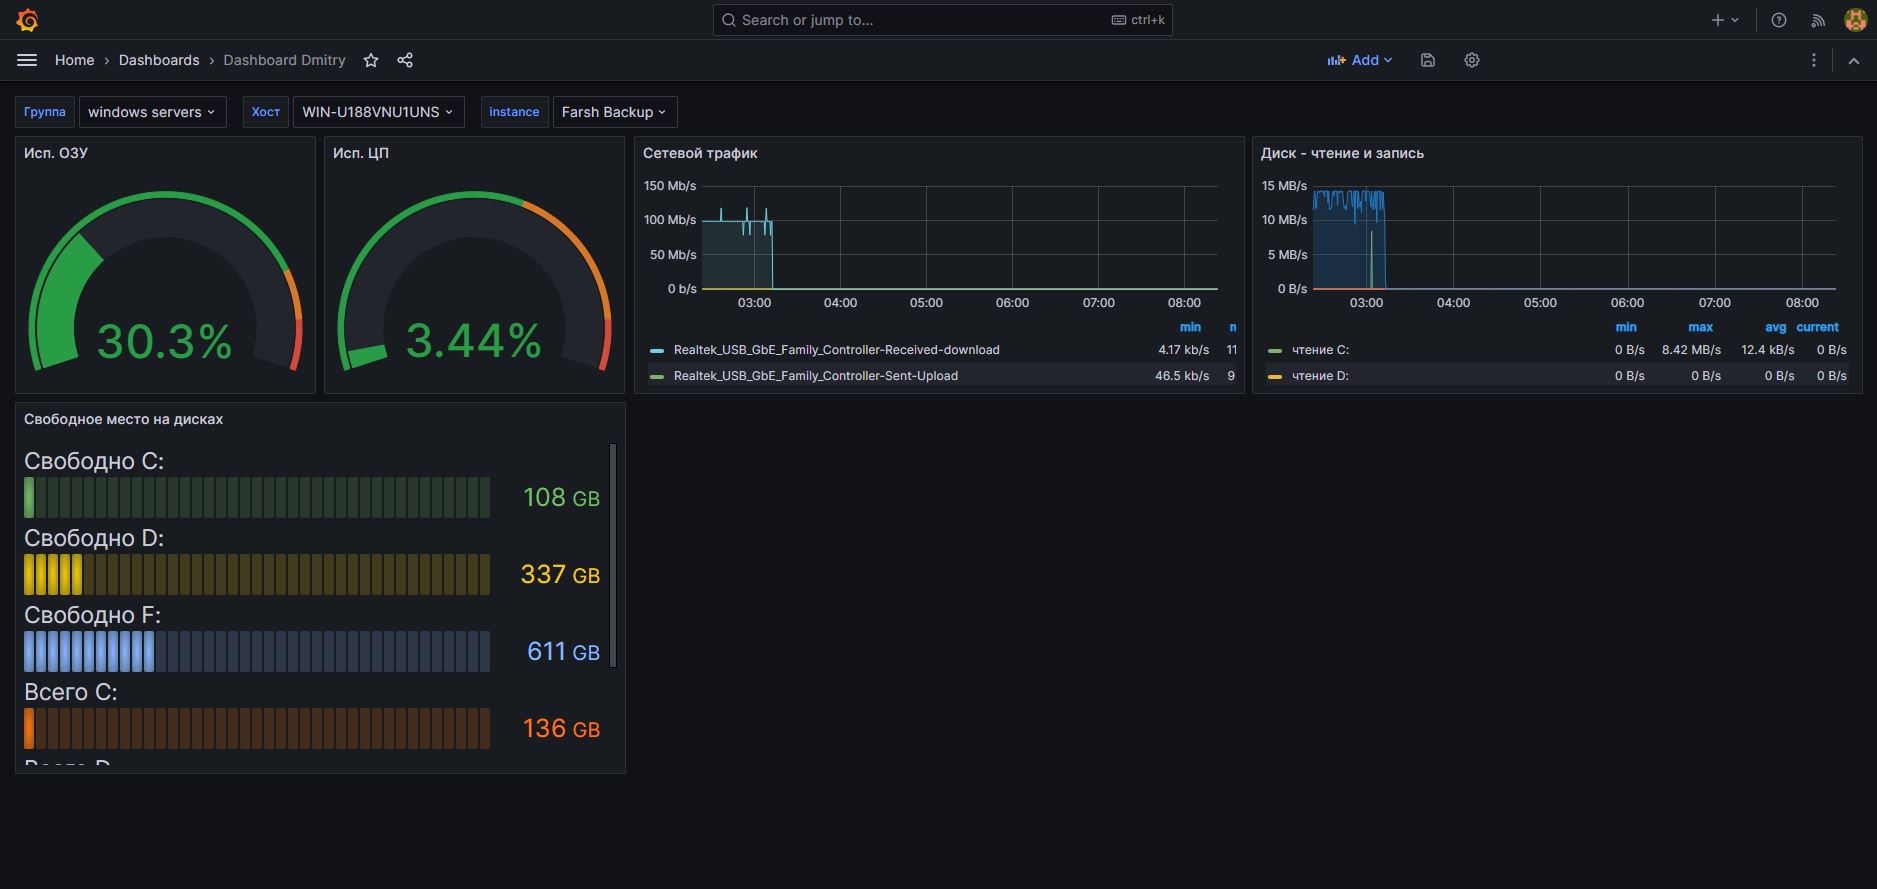 Search or jump to... ctrl+k
Home › Dashboards › Dashboard Dmitry
Add
Группа windows servers Хост WIN-U188VNU1UNS instance Farsh Backup
Исп. ОЗУ
30.3%
Исп. ЦП
3.44%
Сетевой трафик
150 Mb/s
100 Mb/s
50 Mb/s
0 b/s
03:00 04:00 05:00 06:00 07:00 08:00
min
Realtek_USB_GbE_Family_Controller-Received-download 4.17 kb/s 11
Realtek_USB_GbE_Family_Controller-Sent-Upload 46.5 kb/s 9
Диск - чтение и запись
15 MB/s
10 MB/s
5 MB/s
0 B/s
03:00 04:00 05:00 06:00 07:00 08:00
min max avg current
чтение C: 0 B/s 8.42 MB/s 12.4 kB/s 0 B/s
чтение D: 0 B/s 0 B/s 0 B/s 0 B/s
Свободное место на дисках
Свободно C:
108 GB
Свободно D:
337 GB
Свободно F:
611 GB
Всего C:
136 GB